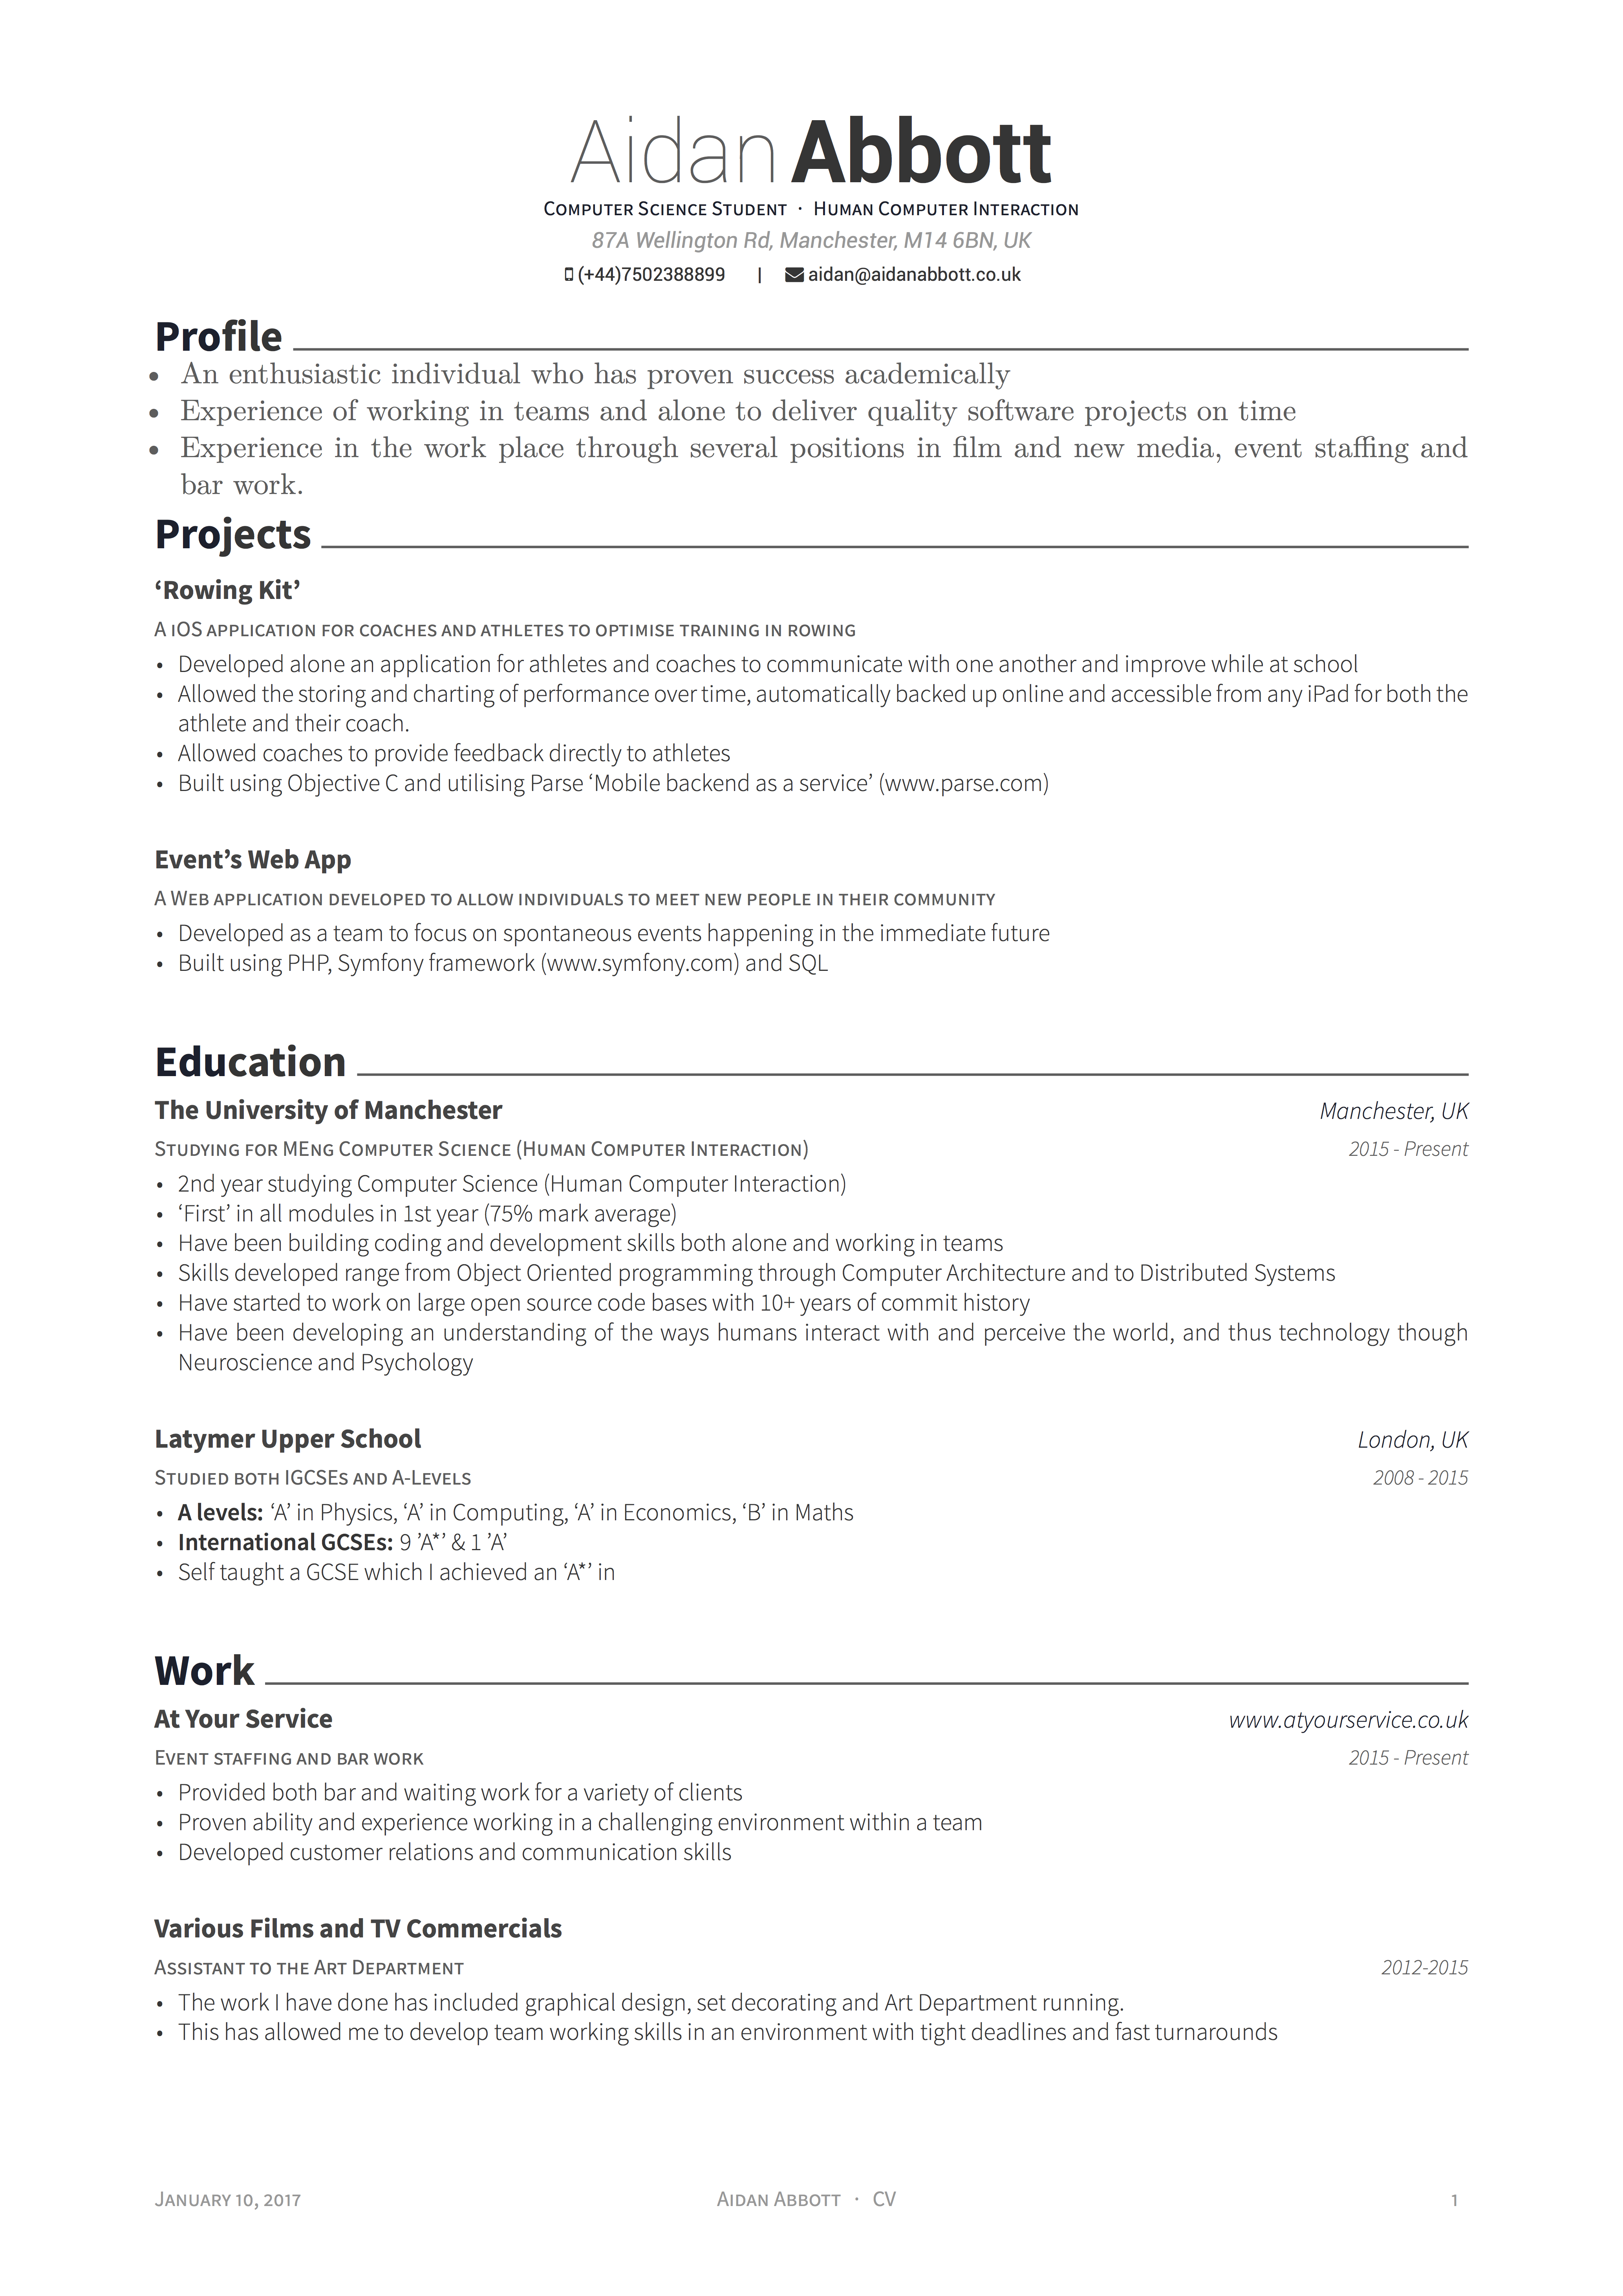 Aidan Abbott
Computer Science Student · Human Computer Interaction
87A Wellington Rd, Manchester, M14 6BN, UK
(+44)7502388899 | aidan@aidanabbott.co.uk
Profile
• An enthusiastic individual who has proven success academically
• Experience of working in teams and alone to deliver quality software projects on time
• Experience in the work place through several positions in film and new media, event staffing and
bar work.
Projects
‘Rowing Kit’
A iOS application for coaches and athletes to optimise training in rowing
• Developed alone an application for athletes and coaches to communicate with one another and improve while at school
• Allowed the storing and charting of performance over time, automatically backed up online and accessible from any iPad for both the
athlete and their coach.
• Allowed coaches to provide feedback directly to athletes
• Built using Objective C and utilising Parse ‘Mobile backend as a service’ (www.parse.com)
Event’s Web App
A Web application developed to allow individuals to meet new people in their community
• Developed as a team to focus on spontaneous events happening in the immediate future
• Built using PHP, Symfony framework (www.symfony.com) and SQL
Education
The University of Manchester Manchester, UK
Studying for MEng Computer Science (Human Computer Interaction) 2015 - Present
• 2nd year studying Computer Science (Human Computer Interaction)
• ‘First’ in all modules in 1st year (75% mark average)
• Have been building coding and development skills both alone and working in teams
• Skills developed range from Object Oriented programming through Computer Architecture and to Distributed Systems
• Have started to work on large open source code bases with 10+ years of commit history
• Have been developing an understanding of the ways humans interact with and perceive the world, and thus technology though
Neuroscience and Psychology
Latymer Upper School London, UK
Studied both IGCSEs and A-Levels 2008 - 2015
• A levels: ‘A’ in Physics, ‘A’ in Computing, ‘A’ in Economics, ‘B’ in Maths
• International GCSEs: 9 ’A*’ & 1 ’A’
• Self taught a GCSE which I achieved an ‘A*’ in
Work
At Your Service www.atyourservice.co.uk
Event staffing and bar work 2015 - Present
• Provided both bar and waiting work for a variety of clients
• Proven ability and experience working in a challenging environment within a team
• Developed customer relations and communication skills
Various Films and TV Commercials
Assistant to the Art Department 2012-2015
• The work I have done has included graphical design, set decorating and Art Department running.
• This has allowed me to develop team working skills in an environment with tight deadlines and fast turnarounds
January 10, 2017 Aidan Abbott · CV 1